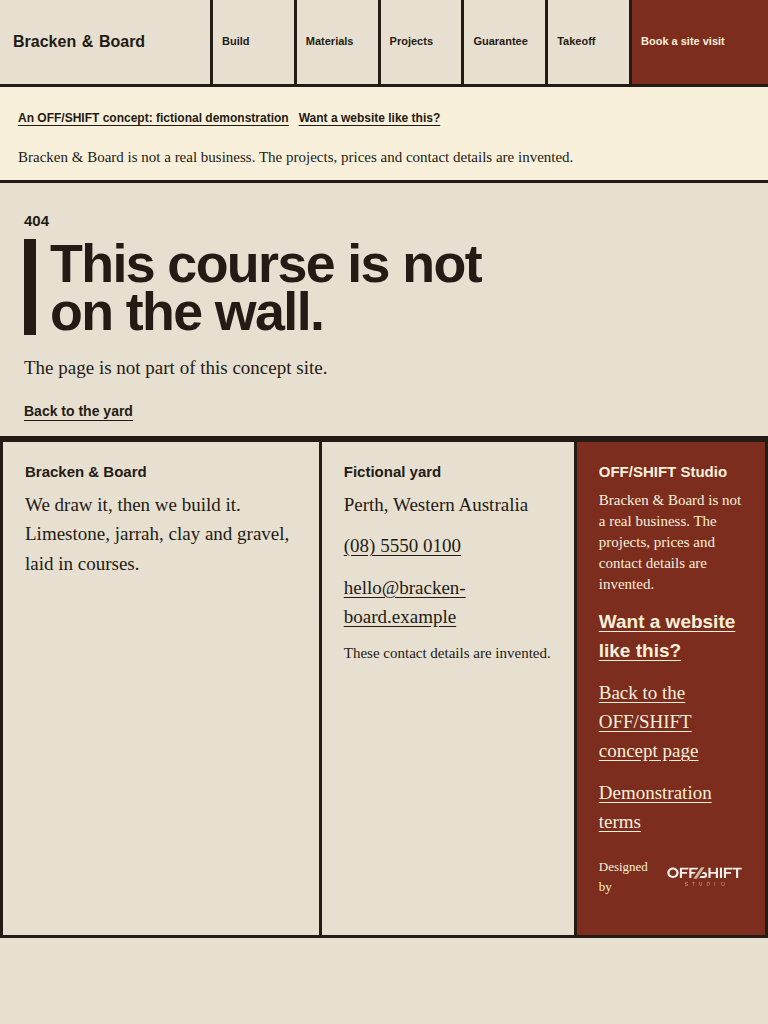 Bracken & Board
Build
Materials
Projects
Guarantee
Takeoff
Book a site visit
An OFF/SHIFT concept: fictional demonstration
Want a website like this?
Bracken & Board is not a real business. The projects, prices and contact details are invented.
404
This course is not
on the wall.
The page is not part of this concept site.
Back to the yard
Bracken & Board
We draw it, then we build it.
Limestone, jarrah, clay and gravel,
laid in courses.
Fictional yard
Perth, Western Australia
(08) 5550 0100
hello@bracken-
board.example
These contact details are invented.
OFF/SHIFT Studio
Bracken & Board is not
a real business. The
projects, prices and
contact details are
invented.
Want a website
like this?
Back to the
OFF/SHIFT
concept page
Demonstration
terms
Designed
by
OFF/SHIFT
STUDIO